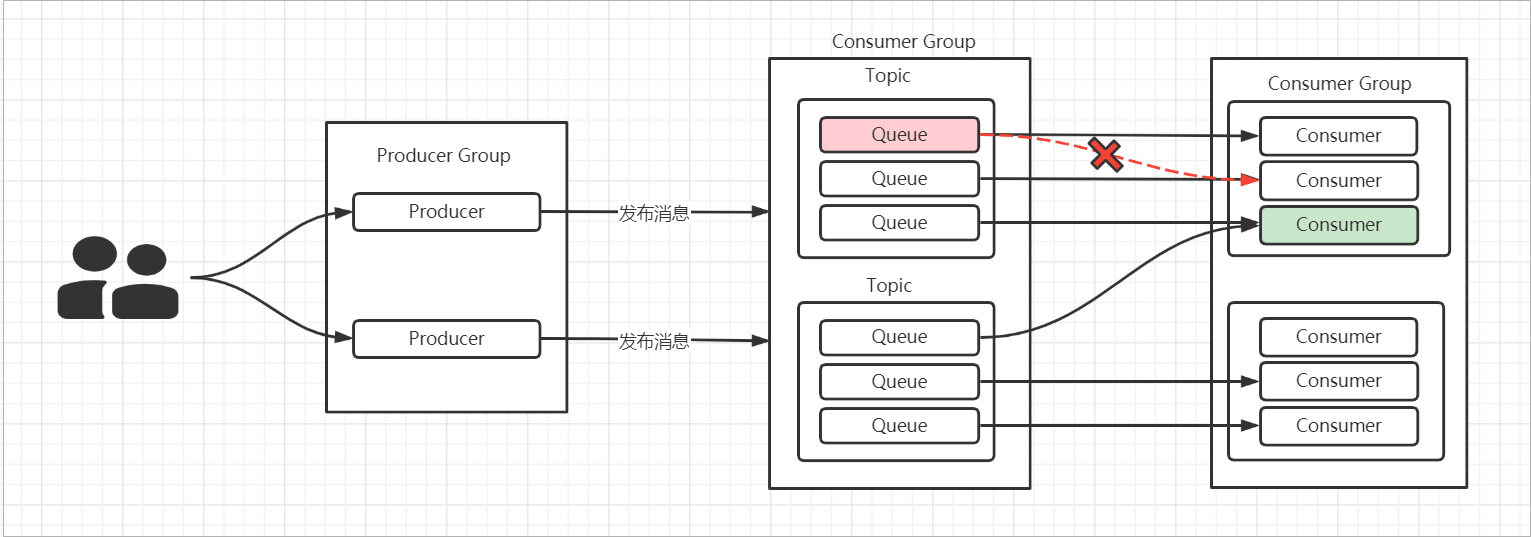 Producer Group
Producer
Producer
发布消息
发布消息
Consumer Group
Topic
Queue
Queue
Queue
Topic
Queue
Queue
Queue
Consumer Group
Consumer
Consumer
Consumer
Consumer
Consumer
Consumer